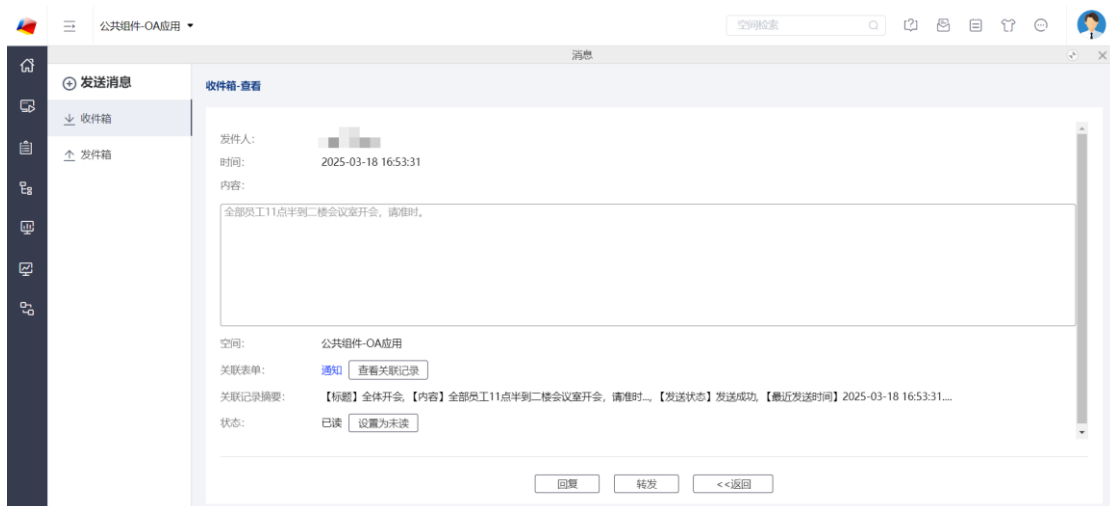 公共组件-OA应用
空间检索
消息
发送消息
收件箱
发件箱
收件箱-查看
发件人:
时间: 2025-03-18 16:53:31
内容:
全部员工11点半到二楼会议室开会，请准时。
空间: 公共组件-OA应用
关联表单: 通知 查看关联记录
关联记录摘要: 【标题】全体开会,【内容】全部员工11点半到二楼会议室开会，请准时...,【发送状态】发送成功,【最近发送时间】2025-03-18 16:53:31....
状态: 已读 设置为未读
回复 转发 <<返回